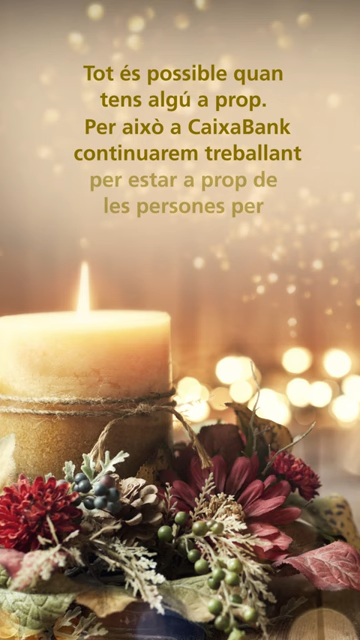 Tot és possible quan
tens algú a prop.
Per això a CaixaBank
continuarem treballant
per estar a prop de
les persones per